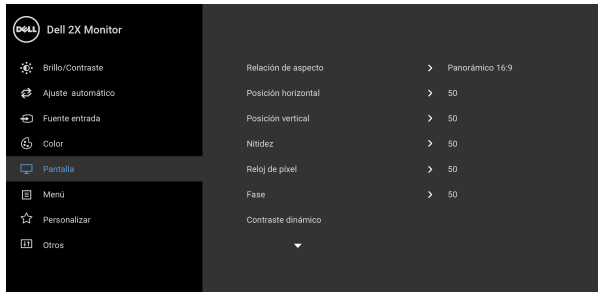 DELL Dell 2X Monitor
Brillo/Contraste
Relación de aspecto Panorámico 16:9
Ajuste automático
Posición horizontal 50
Fuente entrada
Posición vertical 50
Color
Nitidez 50
Pantalla
Reloj de píxel 50
Menú
Fase 50
Personalizar
Contraste dinámico
Otros